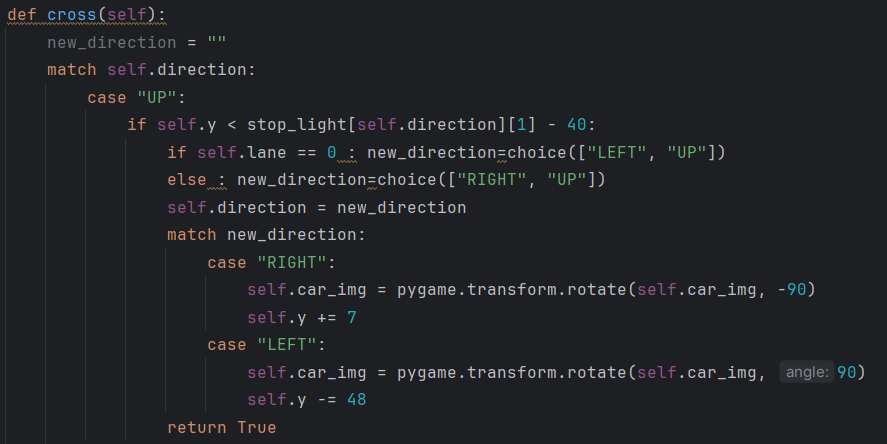 def cross(self):
    new_direction = ""
    match self.direction:
        case "UP":
            if self.y < stop_light[self.direction][1] - 40:
                if self.lane == 0 : new_direction=choice(["LEFT", "UP"])
                else : new_direction=choice(["RIGHT", "UP"])
                self.direction = new_direction
                match new_direction:
                    case "RIGHT":
                        self.car_img = pygame.transform.rotate(self.car_img, -90)
                        self.y += 7
                    case "LEFT":
                        self.car_img = pygame.transform.rotate(self.car_img, angle: 90)
                        self.y -= 48
                return True